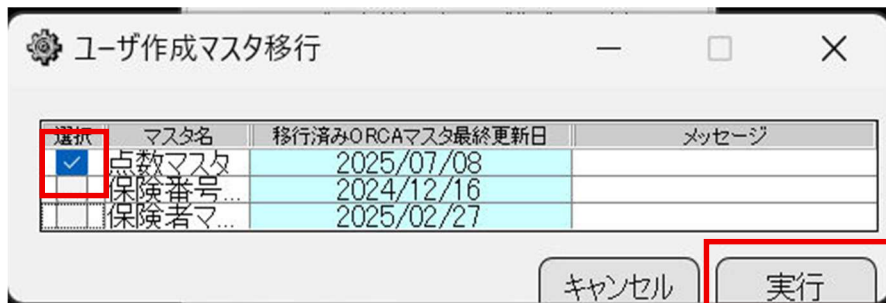 ユーザ作成マスタ移行
選択 マスタ名 移行済みORCAマスタ最終更新日 メッセージ
点数マスタ 2025/07/08
保険番号... 2024/12/16
保険者マ... 2025/02/27
キャンセル 実行